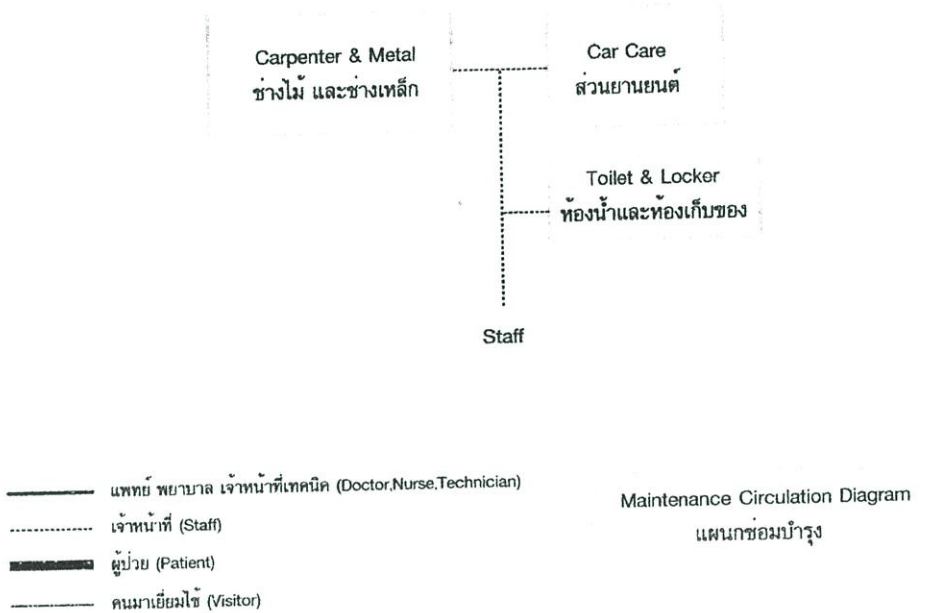 Carpenter & Metal
ช่างไม้ และช่างเหล็ก
Car Care
ส่วนยานยนต์
Toilet & Locker
ห้องน้ำและห้องเก็บของ
Staff
แพทย์ พยาบาล เจ้าหน้าที่เทคนิค (Doctor,Nurse,Technician)
เจ้าหน้าที่ (Staff)
ผู้ป่วย (Patient)
คนมาเยี่ยมไข้ (Visitor)
Maintenance Circulation Diagram
แผนกซ่อมบำรุง